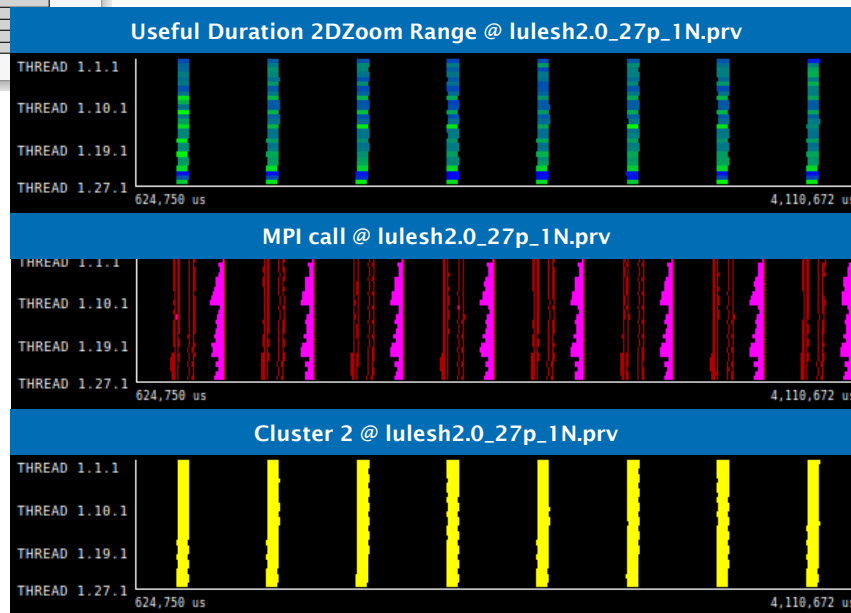 Useful Duration 2DZoom Range @ lulesh2.0_27p_1N.prv
THREAD 1.1.1
THREAD 1.10.1
THREAD 1.19.1
THREAD 1.27.1
624,750 us
4,110,672 us
MPI call @ lulesh2.0_27p_1N.prv
THREAD 1.1.1
THREAD 1.10.1
THREAD 1.19.1
THREAD 1.27.1
624,750 us
4,110,672 us
Cluster 2 @ lulesh2.0_27p_1N.prv
THREAD 1.1.1
THREAD 1.10.1
THREAD 1.19.1
THREAD 1.27.1
624,750 us
4,110,672 us